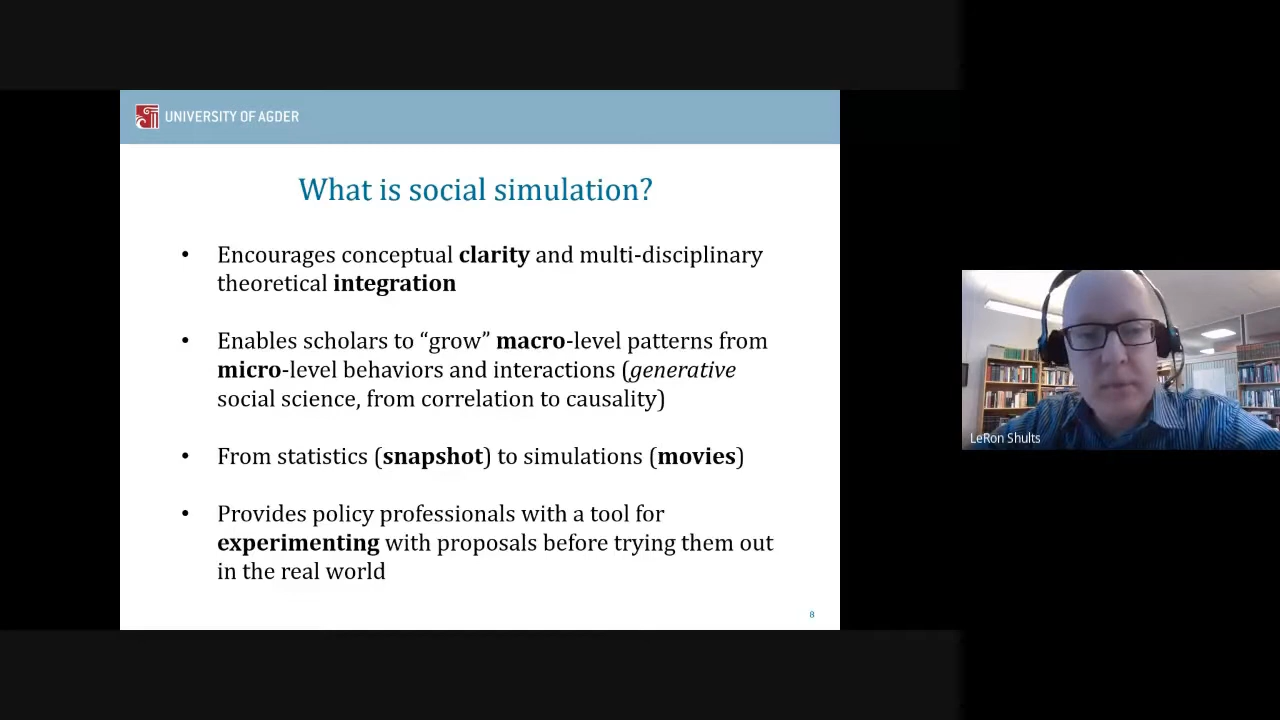 UNIVERSITY OF AGDER
What is social simulation?
• Encourages conceptual clarity and multi-disciplinary
theoretical integration
• Enables scholars to “grow” macro-level patterns from
micro-level behaviors and interactions (generative
social science, from correlation to causality)
• From statistics (snapshot) to simulations (movies)
• Provides policy professionals with a tool for
experimenting with proposals before trying them out
in the real world
8
LeRon Shults